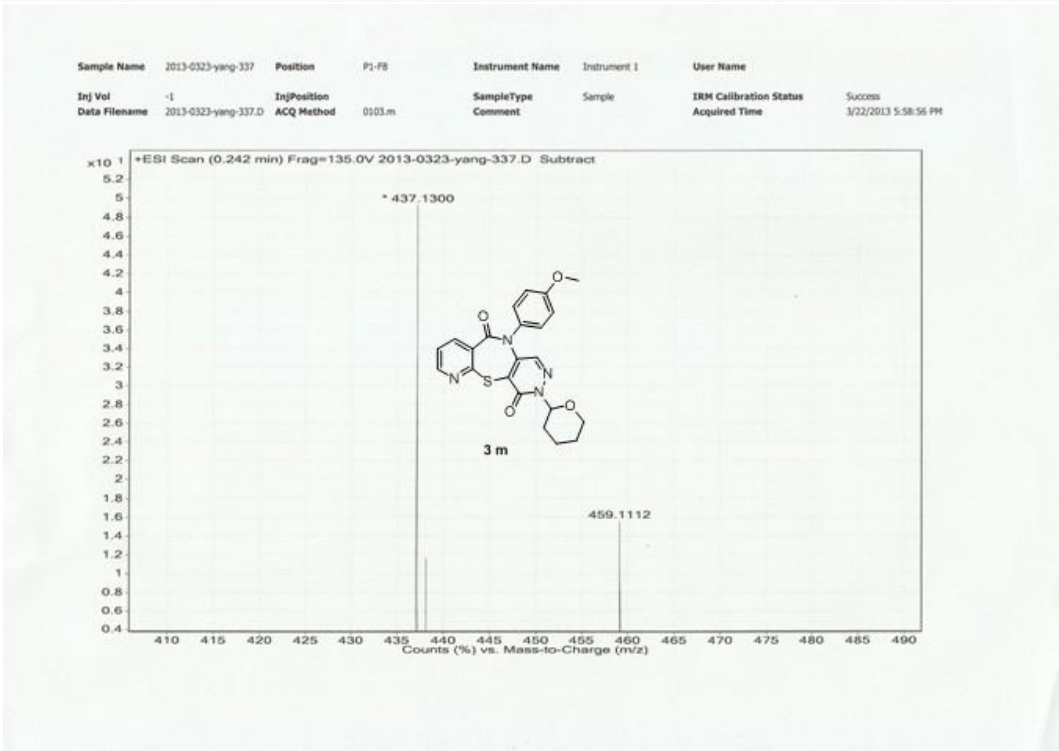 Sample Name 2013-0323-yang-337 Position P1-F8 Instrument Name Instrument 1 User Name
Inj Vol -1 InjPosition SampleType Sample IRM Calibration Status Success
Data Filename 2013-0323-yang-337.D ACQ Method 0103.m Comment Acquired Time 3/22/2013 5:58:56 PM
x10 1 +ESI Scan (0.242 min) Frag=135.0V 2013-0323-yang-337.D Subtract
5.2
5
* 437.1300
4.8
4.6
4.4
4.2
4
3.8
3.6
3.4
3.2
3
2.8
2.6
2.4
2.2
2
1.8
1.6
1.4
1.2
1
0.8
0.6
0.4
O
O
N
N
S
N
N
O
O
3 m
459.1112
410 415 420 425 430 435 440 445 450 455 460 465 470 475 480 485 490
Counts (%) vs. Mass-to-Charge (m/z)